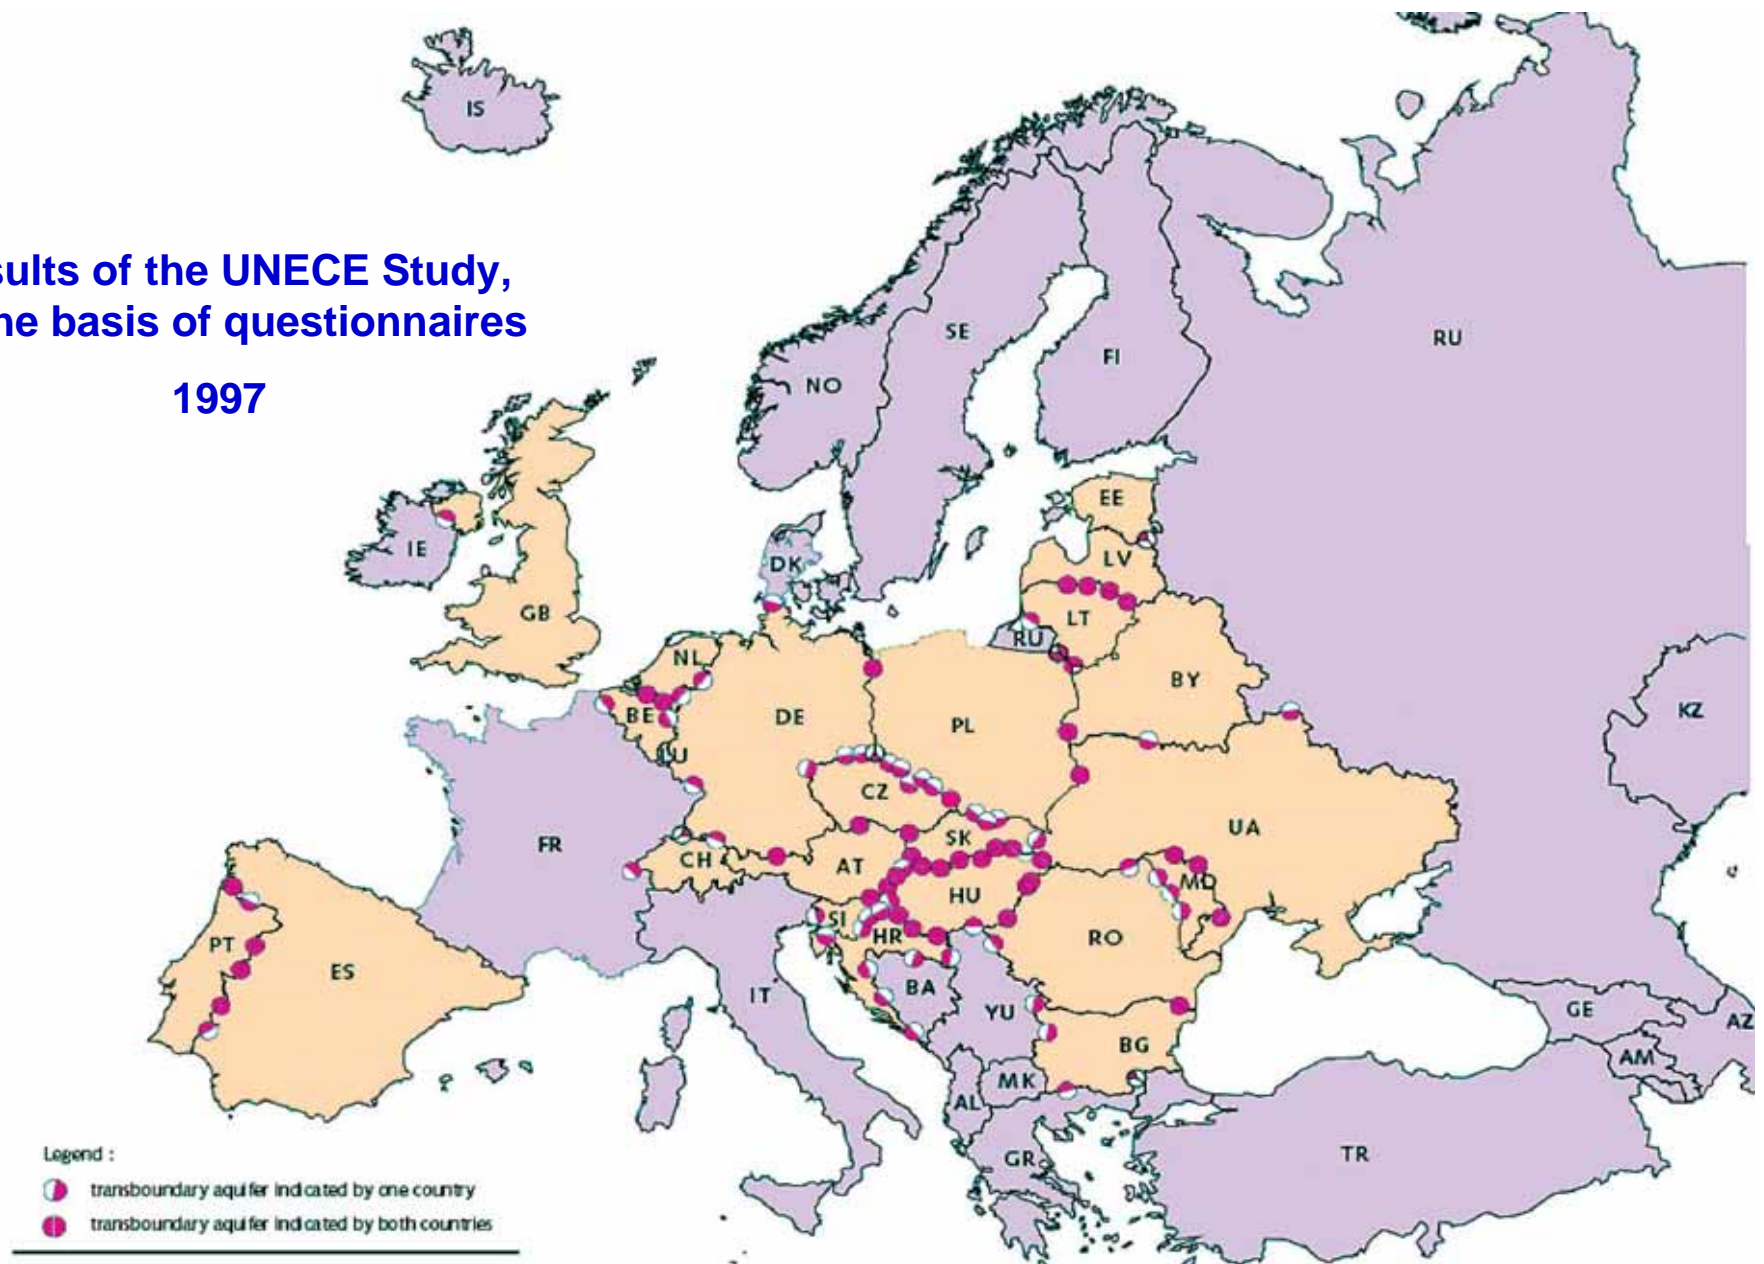 sults of the UNECE Study,
ne basis of questionnaires
1997
IS
RU
SE
FI
NO
EE
IE
DK
LV
GB
LT
RU
NL
BY
BE
DE
PL
KZ
LU
CZ
UA
FR
SK
CH
AT
MD
HU
SI
HR
RO
PT
ES
IT
BA
YU
GE
AZ
BG
AM
MK
AL
GR
TR
Legend :
transboundary aquifer indicated by one country
transboundary aquifer indicated by both countries